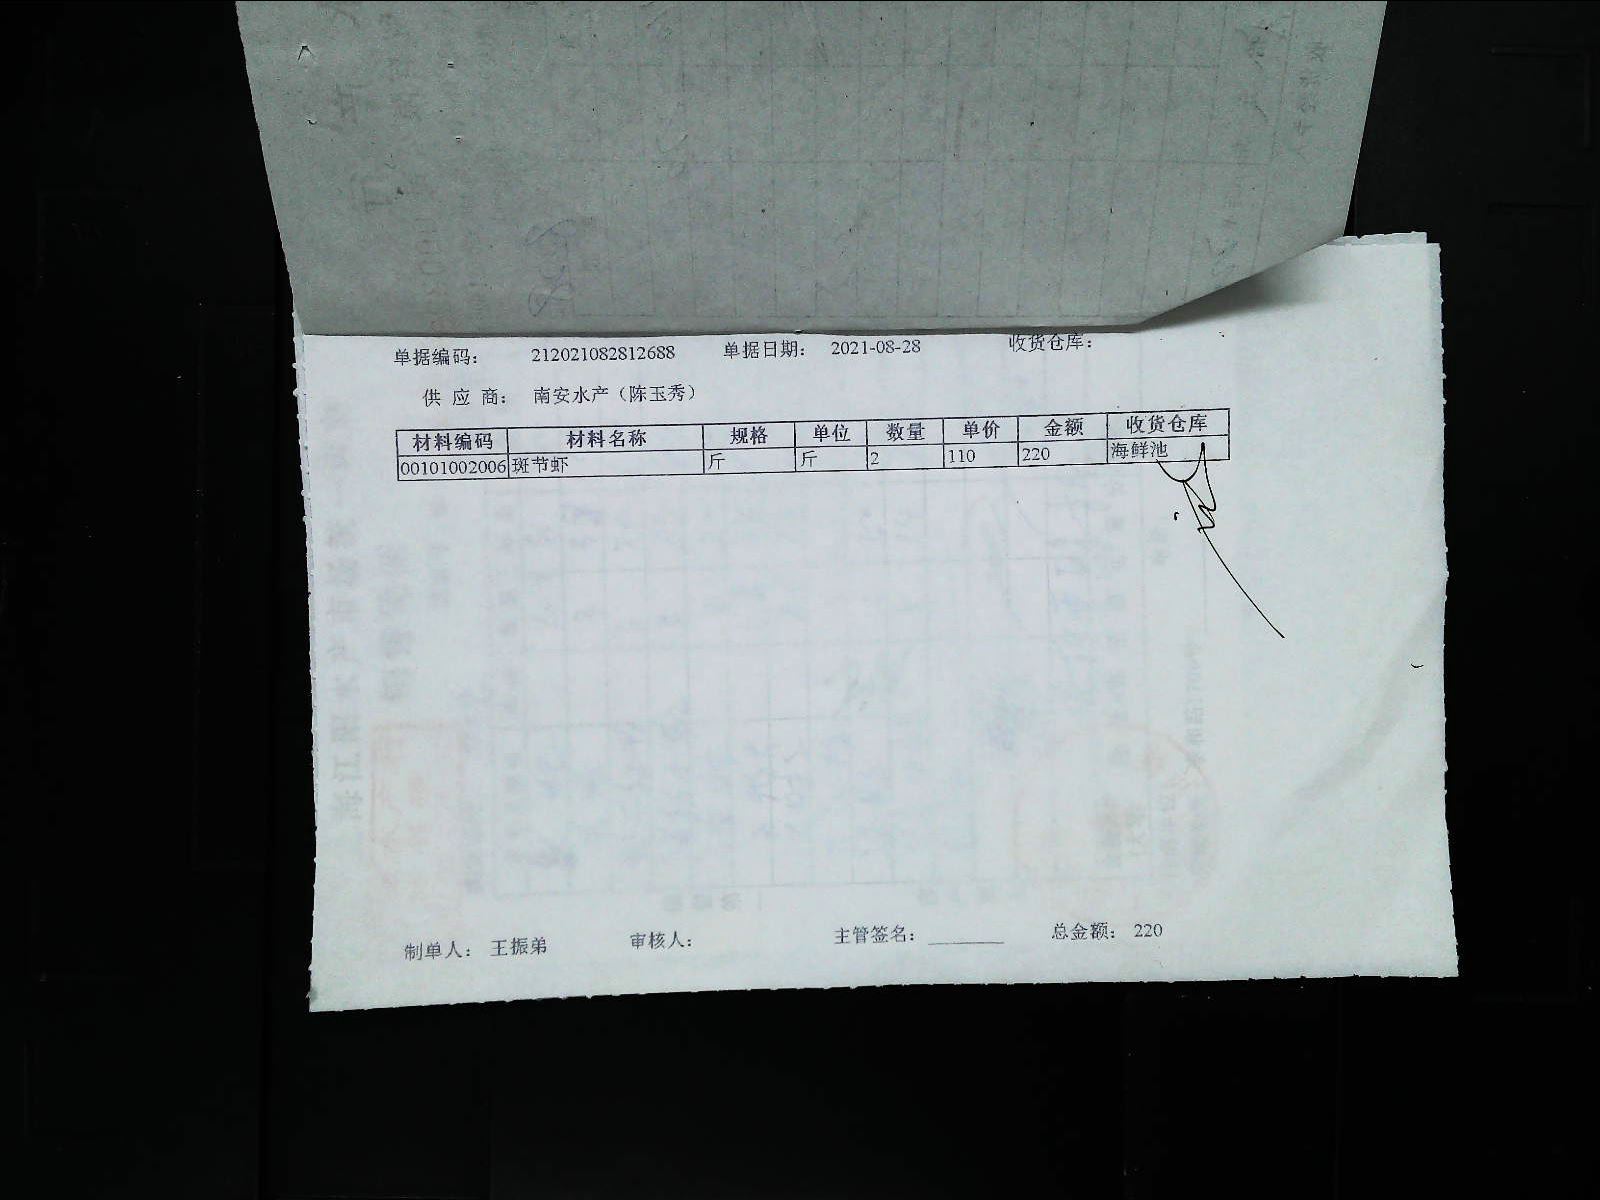 单据编码： 212021082812688 单据日期： 2021-08-28 收货仓库：
供 应 商： 南安水产（陈玉秀）
材料编码 材料名称 规格 单位 数量 单价 金额 收货仓库
00101002006 斑节虾 斤 斤 2 110 220 海鲜池
制单人： 王振弟 审核人： 主管签名： 总金额： 220